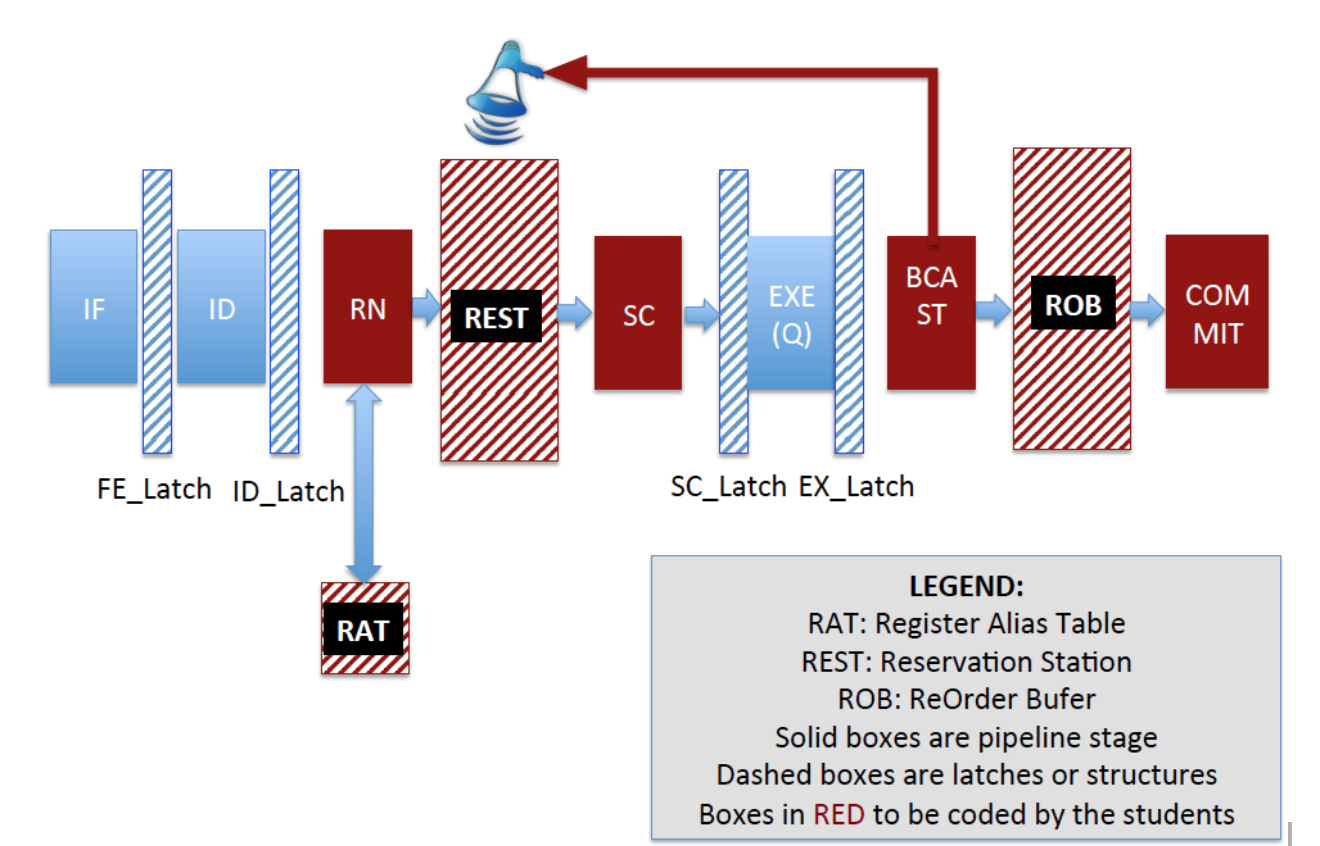 IF
ID
RN
REST
SC
EXE
(Q)
BCA
ST
ROB
COM
MIT
FE_Latch
ID_Latch
SC_Latch
EX_Latch
RAT
LEGEND:
RAT: Register Alias Table
REST: Reservation Station
ROB: ReOrder Bufer
Solid boxes are pipeline stage
Dashed boxes are latches or structures
Boxes in RED to be coded by the students